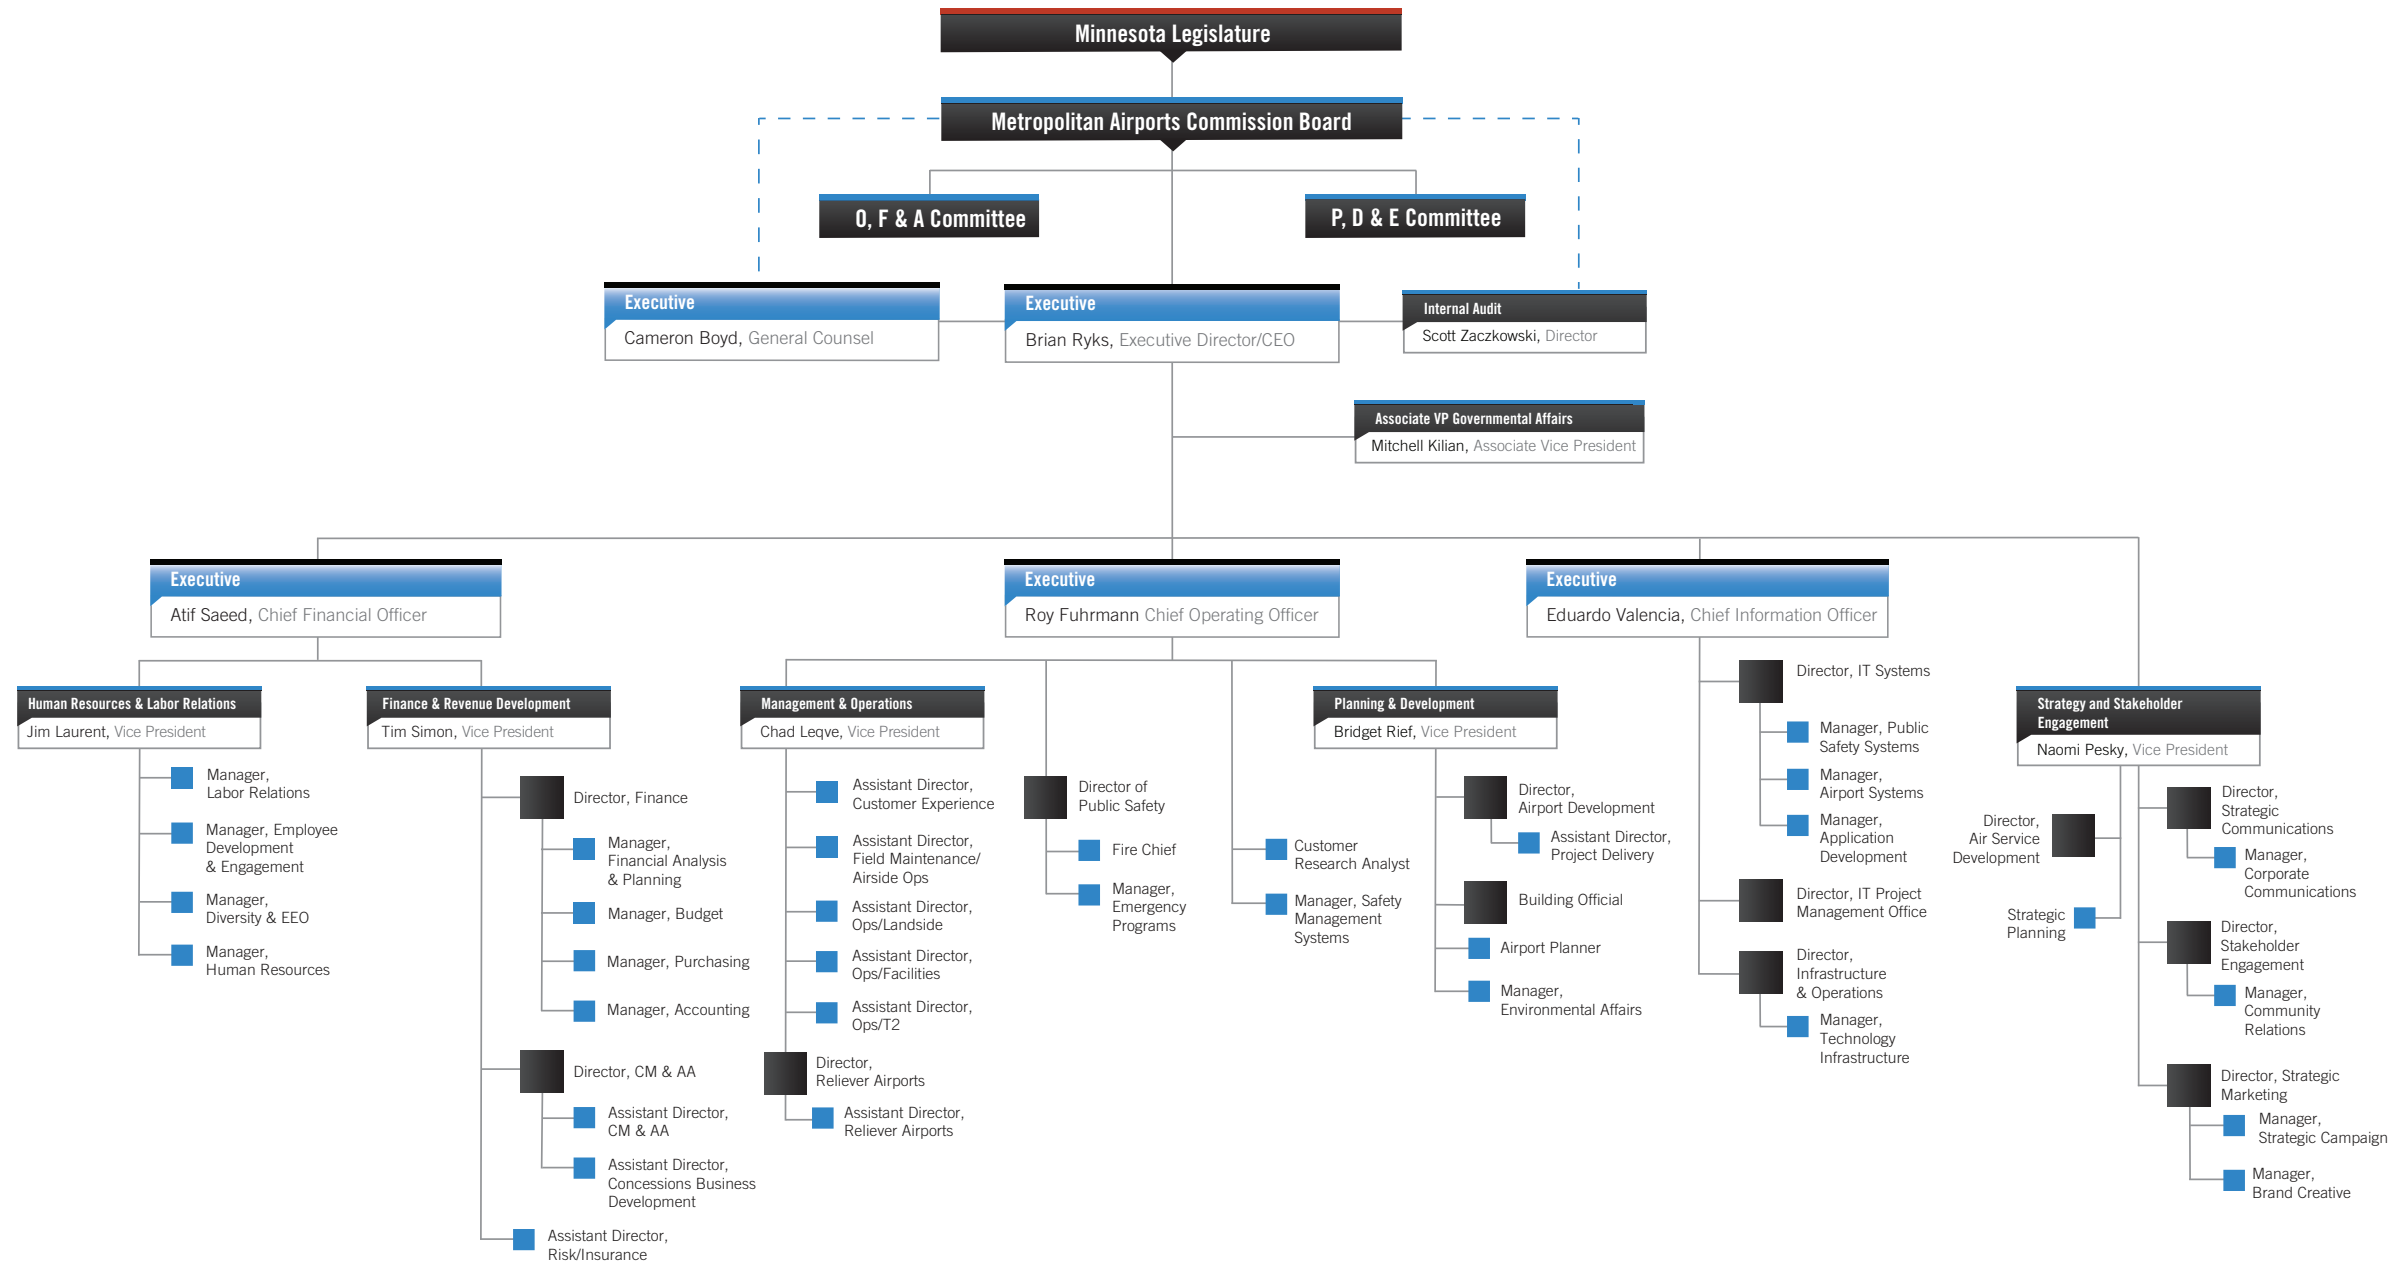 Minnesota Legislature
Metropolitan Airports Commission Board
O, F & A Committee
P, D & E Committee
Executive
Cameron Boyd, General Counsel
Executive
Brian Ryks, Executive Director/CEO
Internal Audit
Scott Zaczkowski, Director
Associate VP Governmental Affairs
Mitchell Kilian, Associate Vice President
Executive
Atif Saeed, Chief Financial Officer
Executive
Roy Fuhrmann Chief Operating Officer
Executive
Eduardo Valencia, Chief Information Officer
Human Resources & Labor Relations
Jim Laurent, Vice President
Manager,
Labor Relations
Manager, Employee
Development
& Engagement
Manager,
Diversity & EEO
Manager,
Human Resources
Finance & Revenue Development
Tim Simon, Vice President
Director, Finance
Manager,
Financial Analysis
& Planning
Manager, Budget
Manager, Purchasing
Manager, Accounting
Director, CM & AA
Assistant Director,
CM & AA
Assistant Director,
Concessions Business
Development
Assistant Director,
Risk/Insurance
Management & Operations
Chad Leqve, Vice President
Assistant Director,
Customer Experience
Assistant Director,
Field Maintenance/
Airside Ops
Assistant Director,
Ops/Landside
Assistant Director,
Ops/Facilities
Assistant Director,
Ops/T2
Director,
Reliever Airports
Assistant Director,
Reliever Airports
Director of
Public Safety
Fire Chief
Manager,
Emergency
Programs
Customer
Research Analyst
Manager, Safety
Management
Systems
Planning & Development
Bridget Rief, Vice President
Director,
Airport Development
Assistant Director,
Project Delivery
Building Official
Airport Planner
Manager,
Environmental Affairs
Director, IT Systems
Manager, Public
Safety Systems
Manager,
Airport Systems
Manager,
Application
Development
Director, IT Project
Management Office
Director,
Infrastructure
& Operations
Manager,
Technology
Infrastructure
Strategy and Stakeholder
Engagement
Naomi Pesky, Vice President
Director,
Air Service
Development
Strategic
Planning
Director,
Strategic
Communications
Manager,
Corporate
Communications
Director,
Stakeholder
Engagement
Manager,
Community
Relations
Director, Strategic
Marketing
Manager,
Strategic Campaign
Manager,
Brand Creative